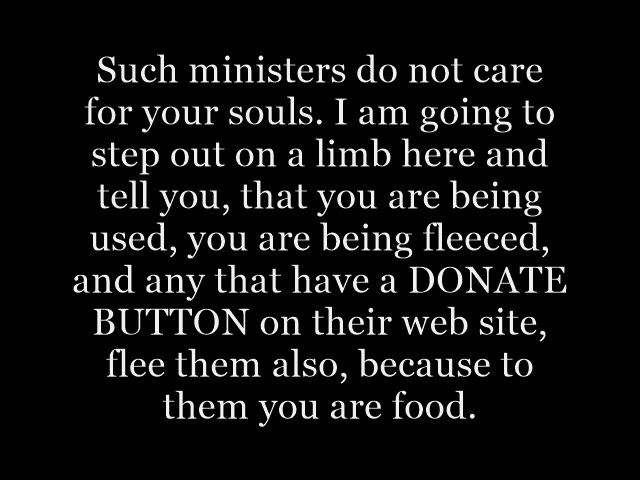 Such ministers do not care
for your souls. I am going to
step out on a limb here and
tell you, that you are being
used, you are being fleeced,
and any that have a DONATE
BUTTON on their web site,
flee them also, because to
them you are food.